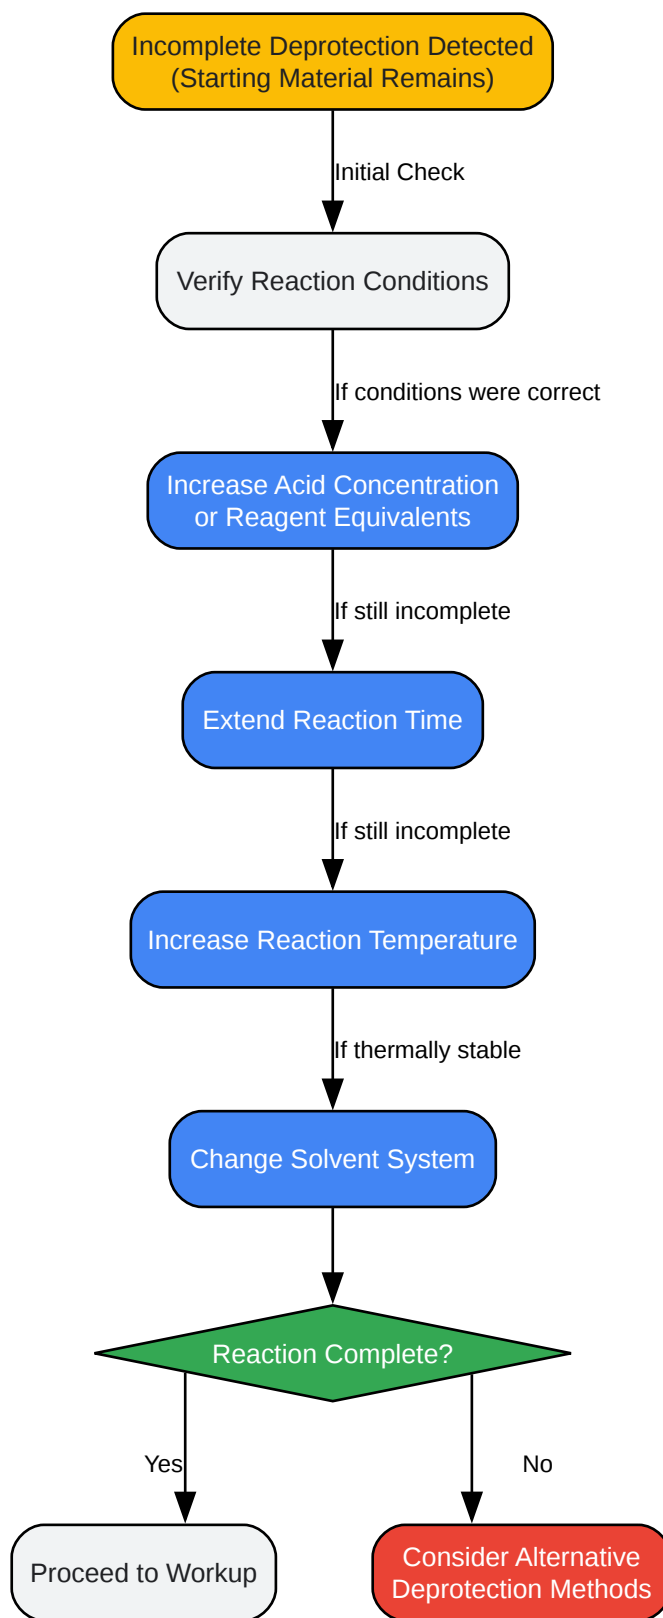 Incomplete Deprotection Detected
(Starting Material Remains)
Initial Check
Verify Reaction Conditions
If conditions were correct
Increase Acid Concentration
or Reagent Equivalents
If still incomplete
Extend Reaction Time
If still incomplete
Increase Reaction Temperature
If thermally stable
Change Solvent System
Reaction Complete?
Yes
No
Proceed to Workup
Consider Alternative
Deprotection Methods